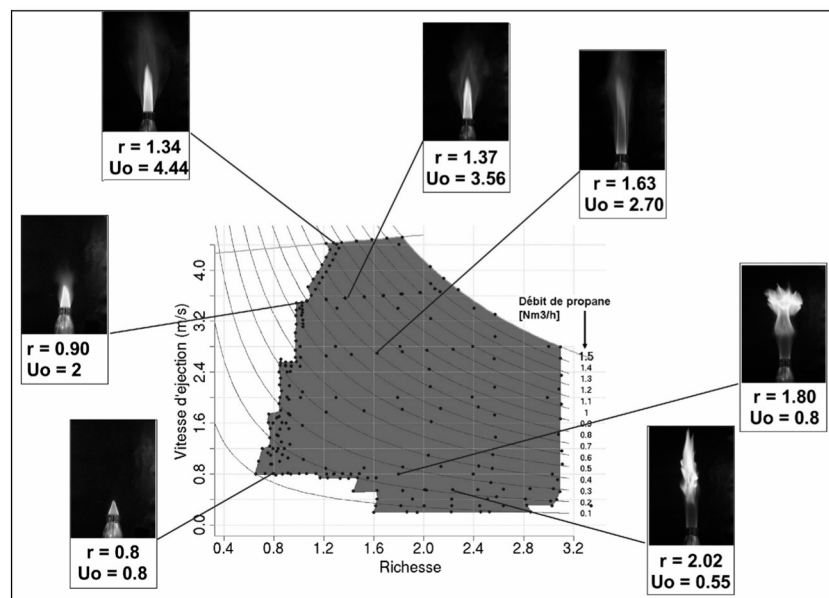 r = 1.34
Uo = 4.44
r = 1.37
Uo = 3.56
r = 1.63
Uo = 2.70
r = 0.90
Uo = 2
r = 0.8
Uo = 0.8
r = 1.80
Uo = 0.8
r = 2.02
Uo = 0.55
Débit de propane
[Nm3/h]
1.5
1.4
1.3
1.2
1.1
1
0.9
0.8
0.7
0.6
0.5
0.4
0.3
0.2
0.1
Vitesse d'ejection (m/s)
4.0
3.2
2.4
1.6
0.8
0.0
0.4 0.8 1.2 1.6 2.0 2.4 2.8 3.2
Richesse